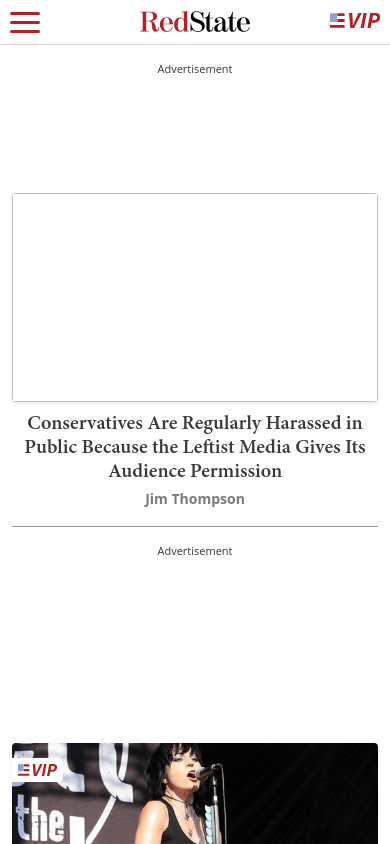 RedState
VIP
Advertisement
Conservatives Are Regularly Harassed in
Public Because the Leftist Media Gives Its
Audience Permission
Jim Thompson
Advertisement
VIP
the